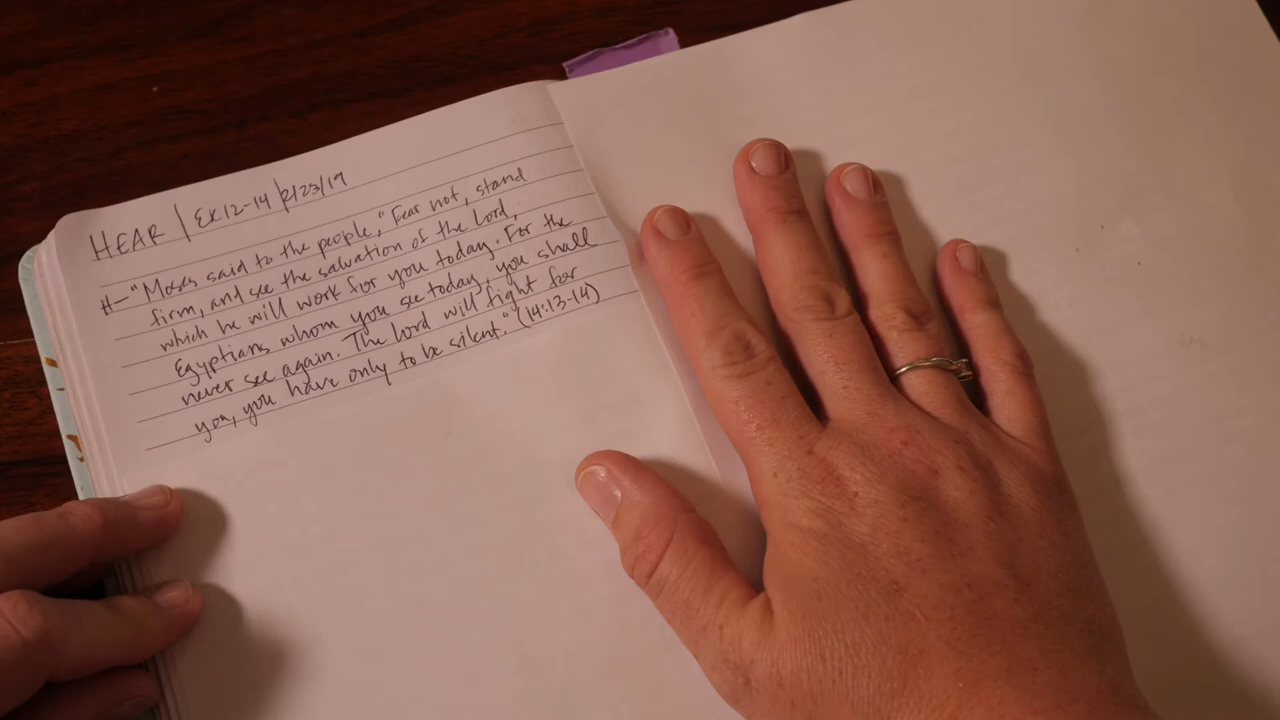 HEAR | EX 12-14 | 2/23/19
H- "Moses said to the people, "Fear not, stand
firm, and see the salvation of the Lord,
which he will work for you today. For the
Egyptians whom you see today, you shall
never see again. The Lord will fight for
you, you have only to be silent." (14:13-14)